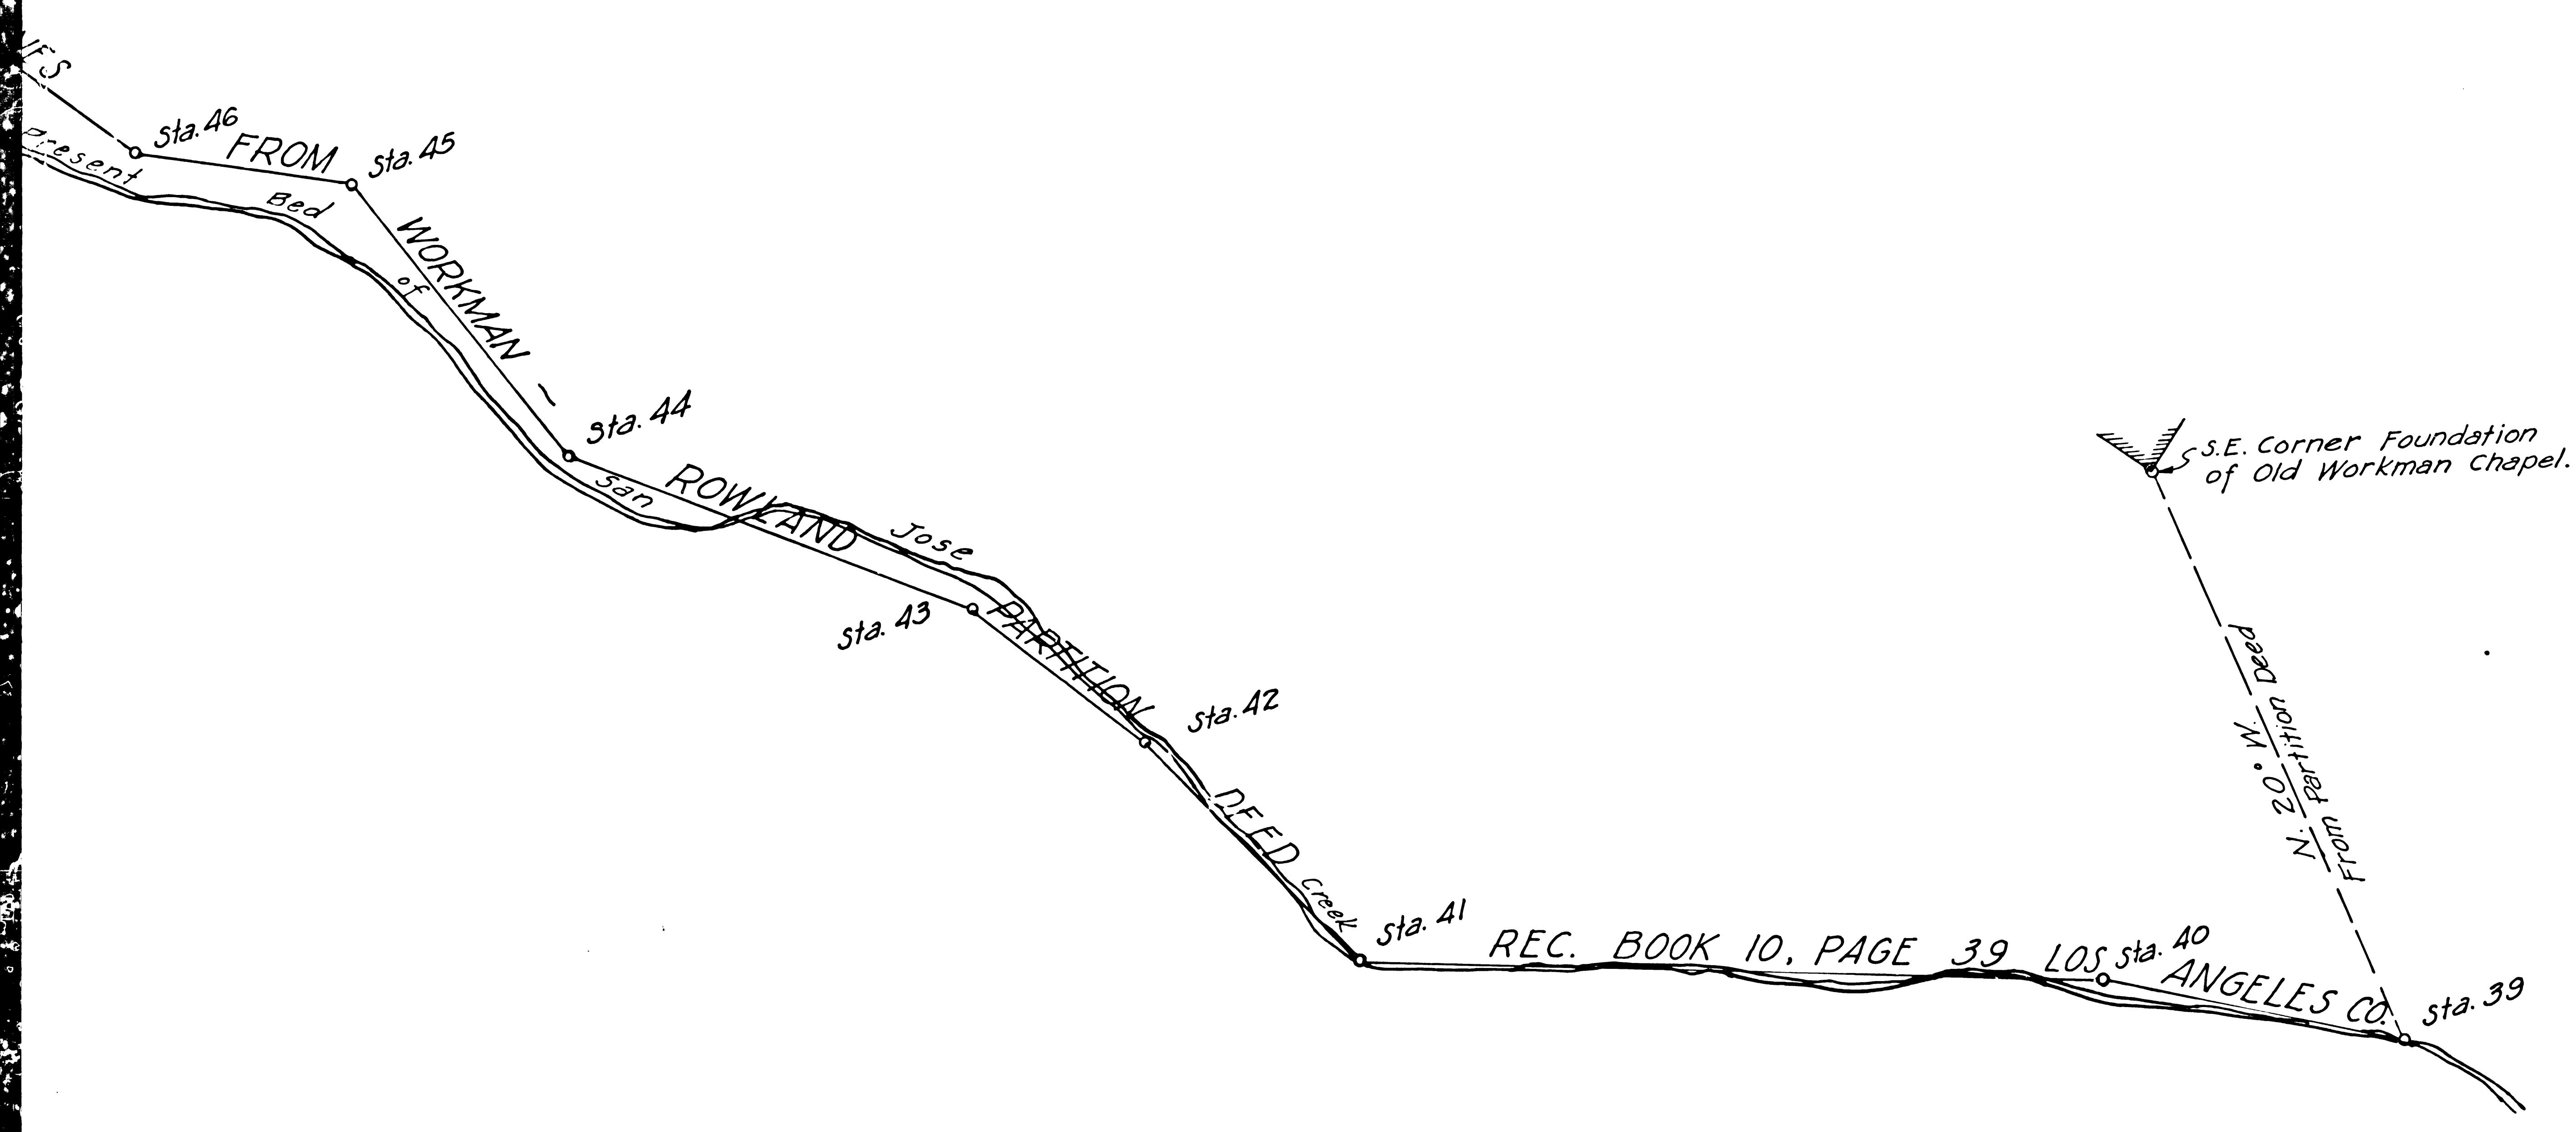 Sta. 46
FROM
Sta. 45
Present
Bed
of
San
Jose
Creek
WORKMAN –
Sta. 44
ROWLAND
Sta. 43
PARTITION
Sta. 42
DEED
Sta. 41
REC. BOOK 10, PAGE 39 LOS
Sta. 40
ANGELES CO.
Sta. 39
S.E. Corner Foundation
of Old Workman Chapel.
From Partition Deed
N. 20° W.